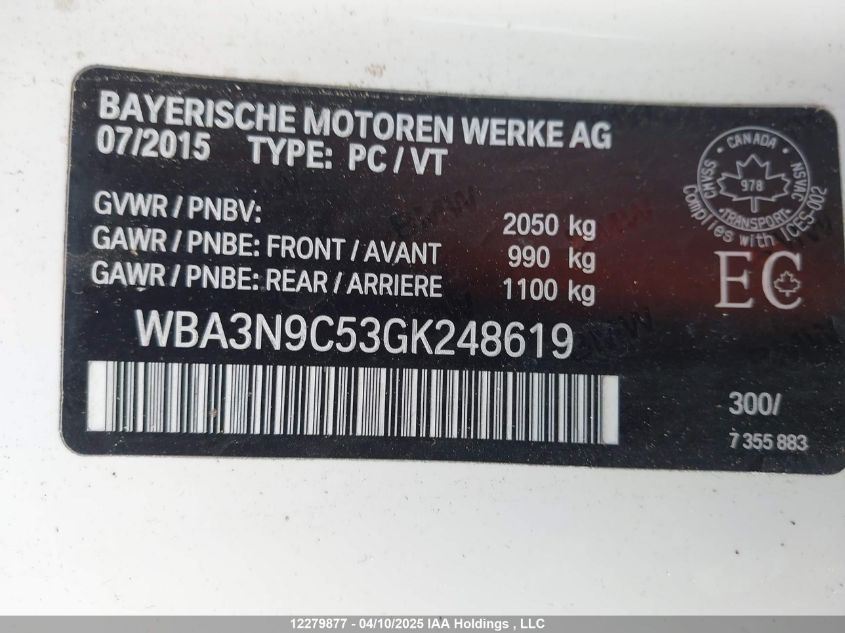 BAYERISCHE MOTOREN WERKE AG
07/2015 TYPE: PC / VT
GVWR / PNBV: 2050 kg
GAWR / PNBE: FRONT / AVANT 990 kg
GAWR / PNBE: REAR / ARRIERE 1100 kg
WBA3N9C53GK248619
CANADA
CMVSS
NSVAC
978
TRANSPORT
Complies with ICES-002
EC
300/
7 355 883
12279877 - 04/10/2025 IAA Holdings , LLC